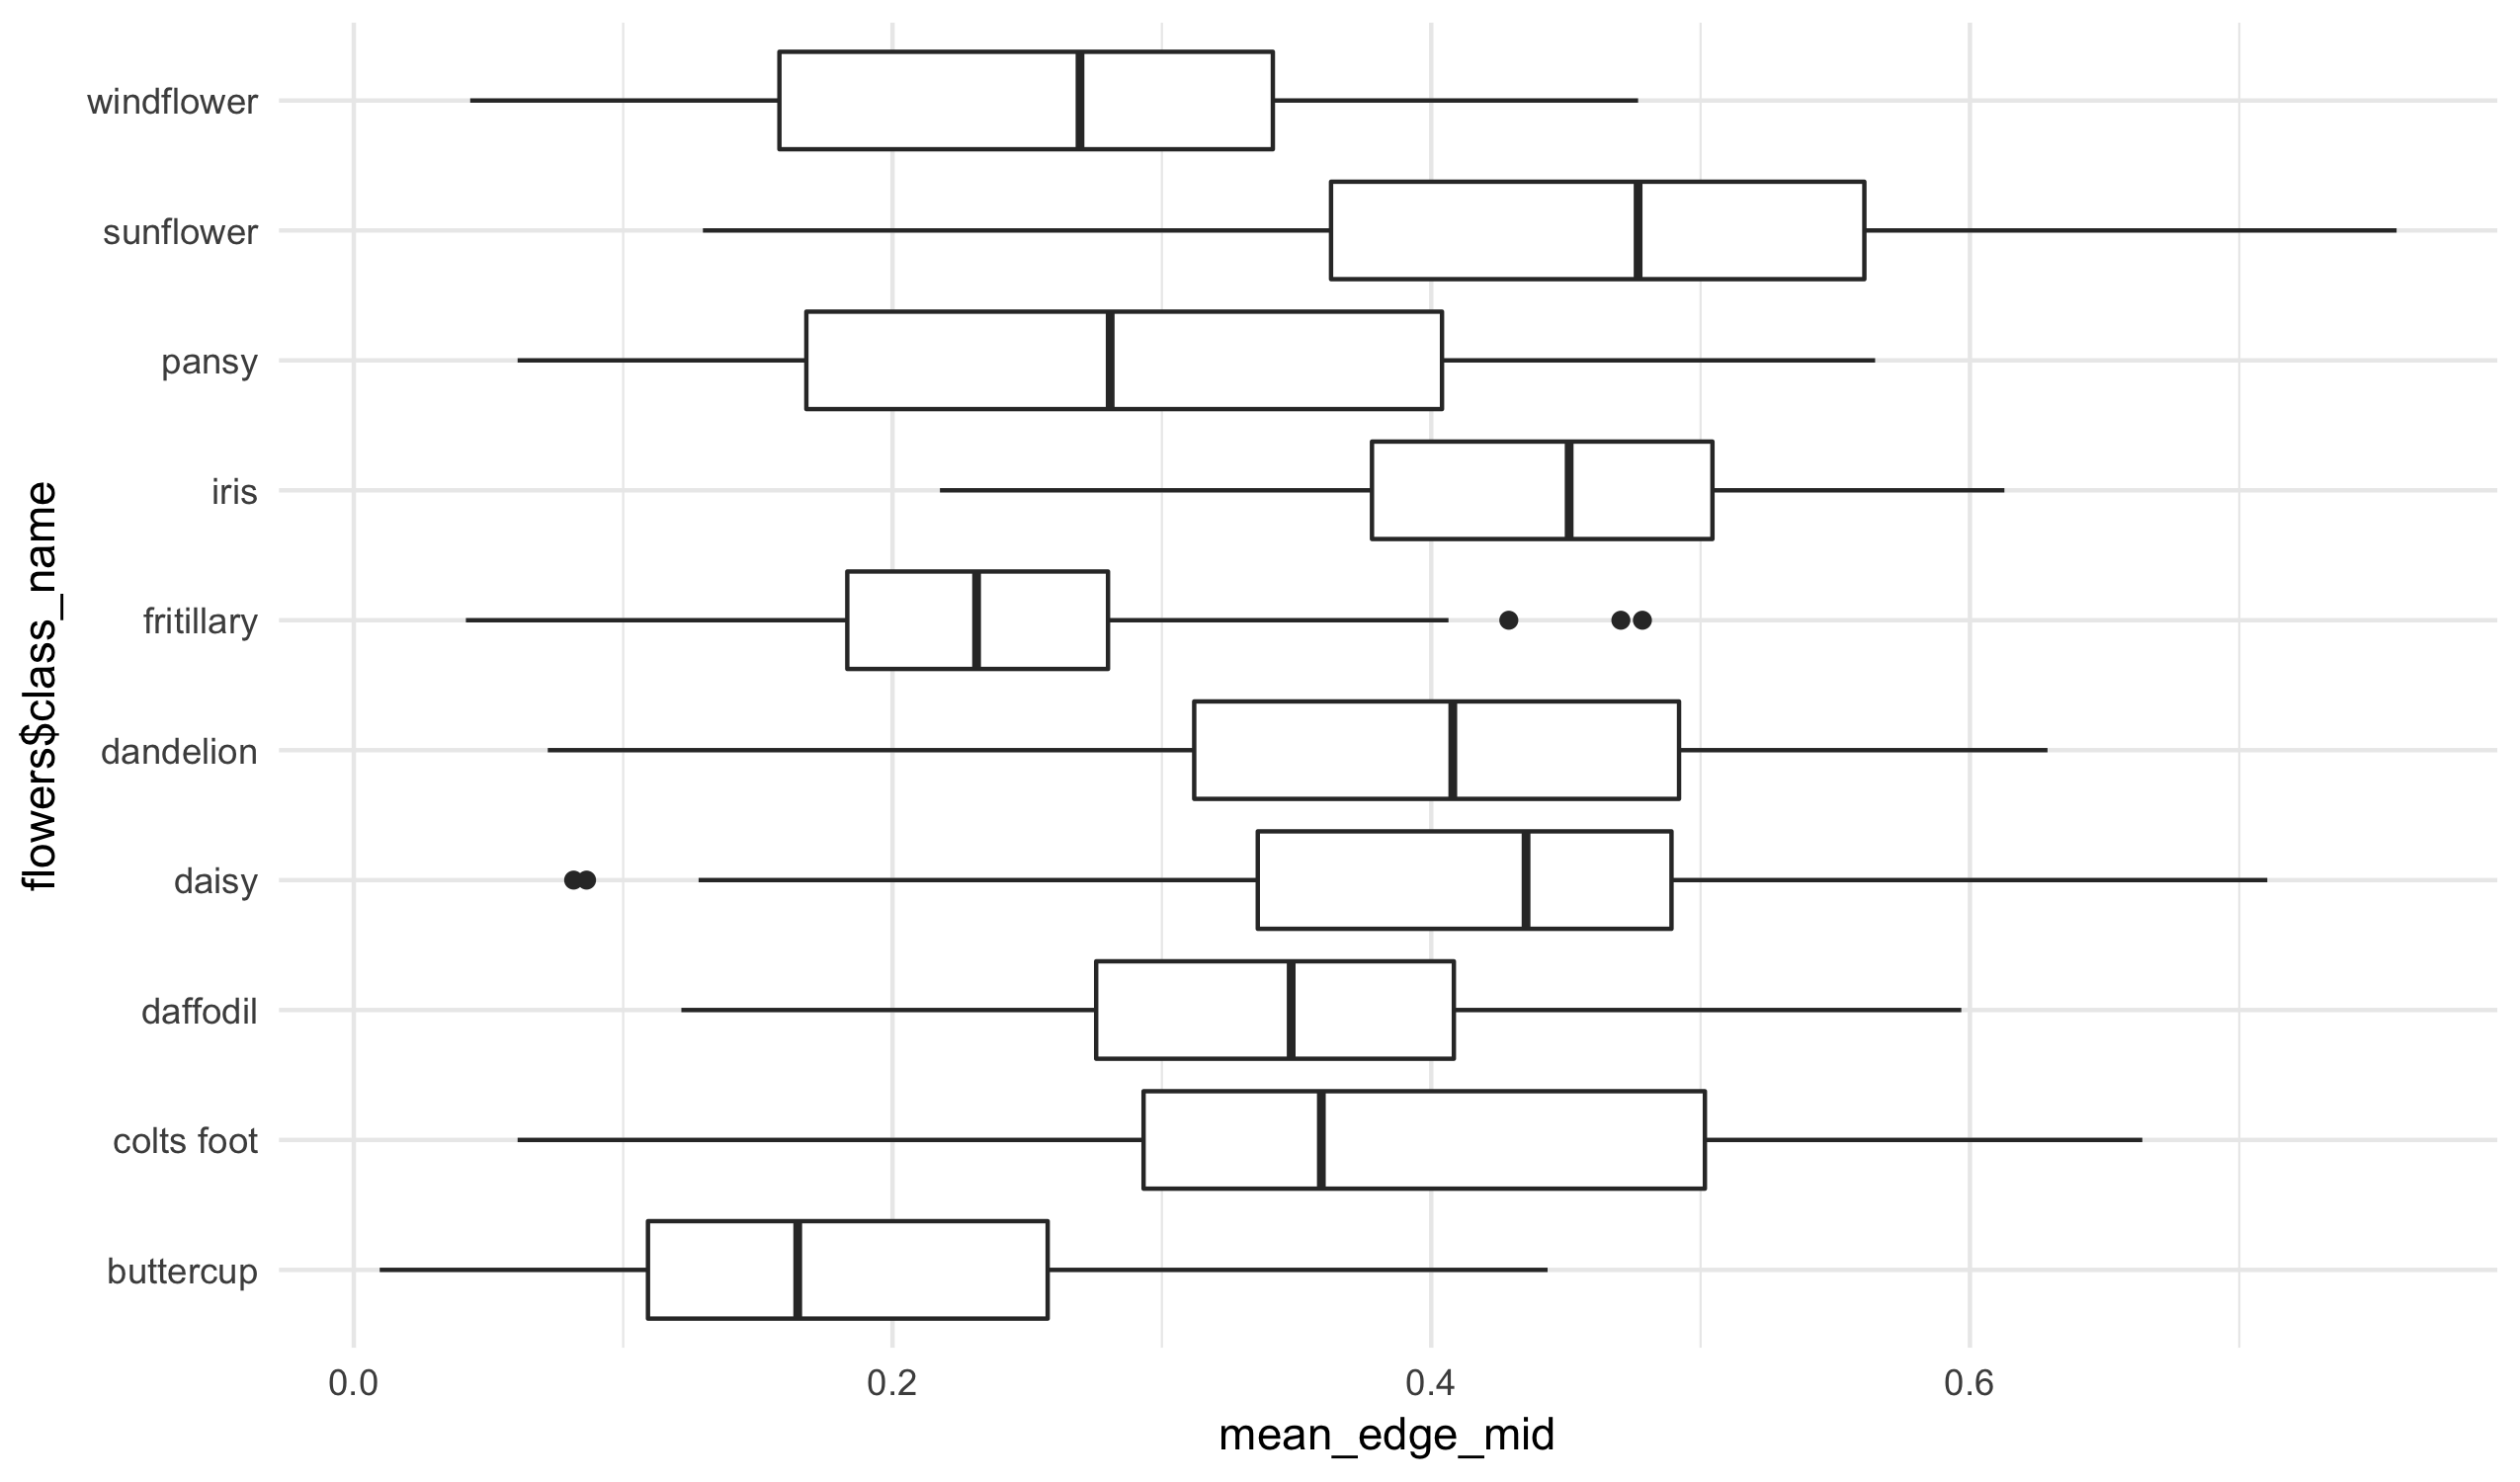 flowers$class_name
windflower
sunflower
pansy
iris
fritillary
dandelion
daisy
daffodil
colts foot
buttercup
0.0 0.2 0.4 0.6
mean_edge_mid